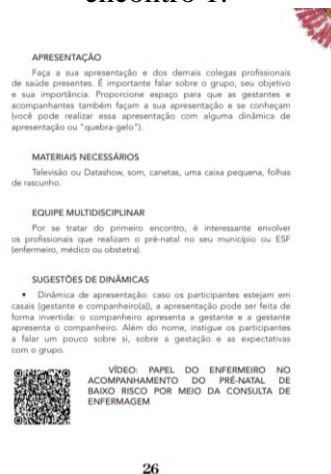 encontro 1.
APRESENTAÇÃO
Faça a sua apresentação e dos demais colegas profissionais
de saúde presentes. É importante falar sobre o grupo, seu objetivo
e sua importância. Proporcione espaço para que as gestantes e
acompanhantes também façam a sua apresentação e se conheçam
(você pode realizar essa apresentação com alguma dinâmica de
apresentação ou "quebra-gelo").
MATERIAIS NECESSÁRIOS
Televisão ou Datashow, som, canetas, uma caixa pequena, folhas
de rascunho.
EQUIPE MULTIDISCIPLINAR
Por se tratar do primeiro encontro, é interessante envolver
os profissionais que realizam o pré-natal no seu município ou ESF
(enfermeiro, médico ou obstetra).
SUGESTÕES DE DINÂMICAS
• Dinâmica de apresentação: caso os participantes estejam em
casais (gestante e companheiro(a)), a apresentação pode ser feita de
forma invertida: o companheiro apresenta a gestante e a gestante
apresenta o companheiro. Além do nome, instigue os participantes
a falar um pouco sobre si, sobre a gestação e as expectativas
com o grupo.
VÍDEO: PAPEL DO ENFERMEIRO NO
ACOMPANHAMENTO DO PRÉ-NATAL DE
BAIXO RISCO POR MEIO DA CONSULTA DE
ENFERMAGEM
26